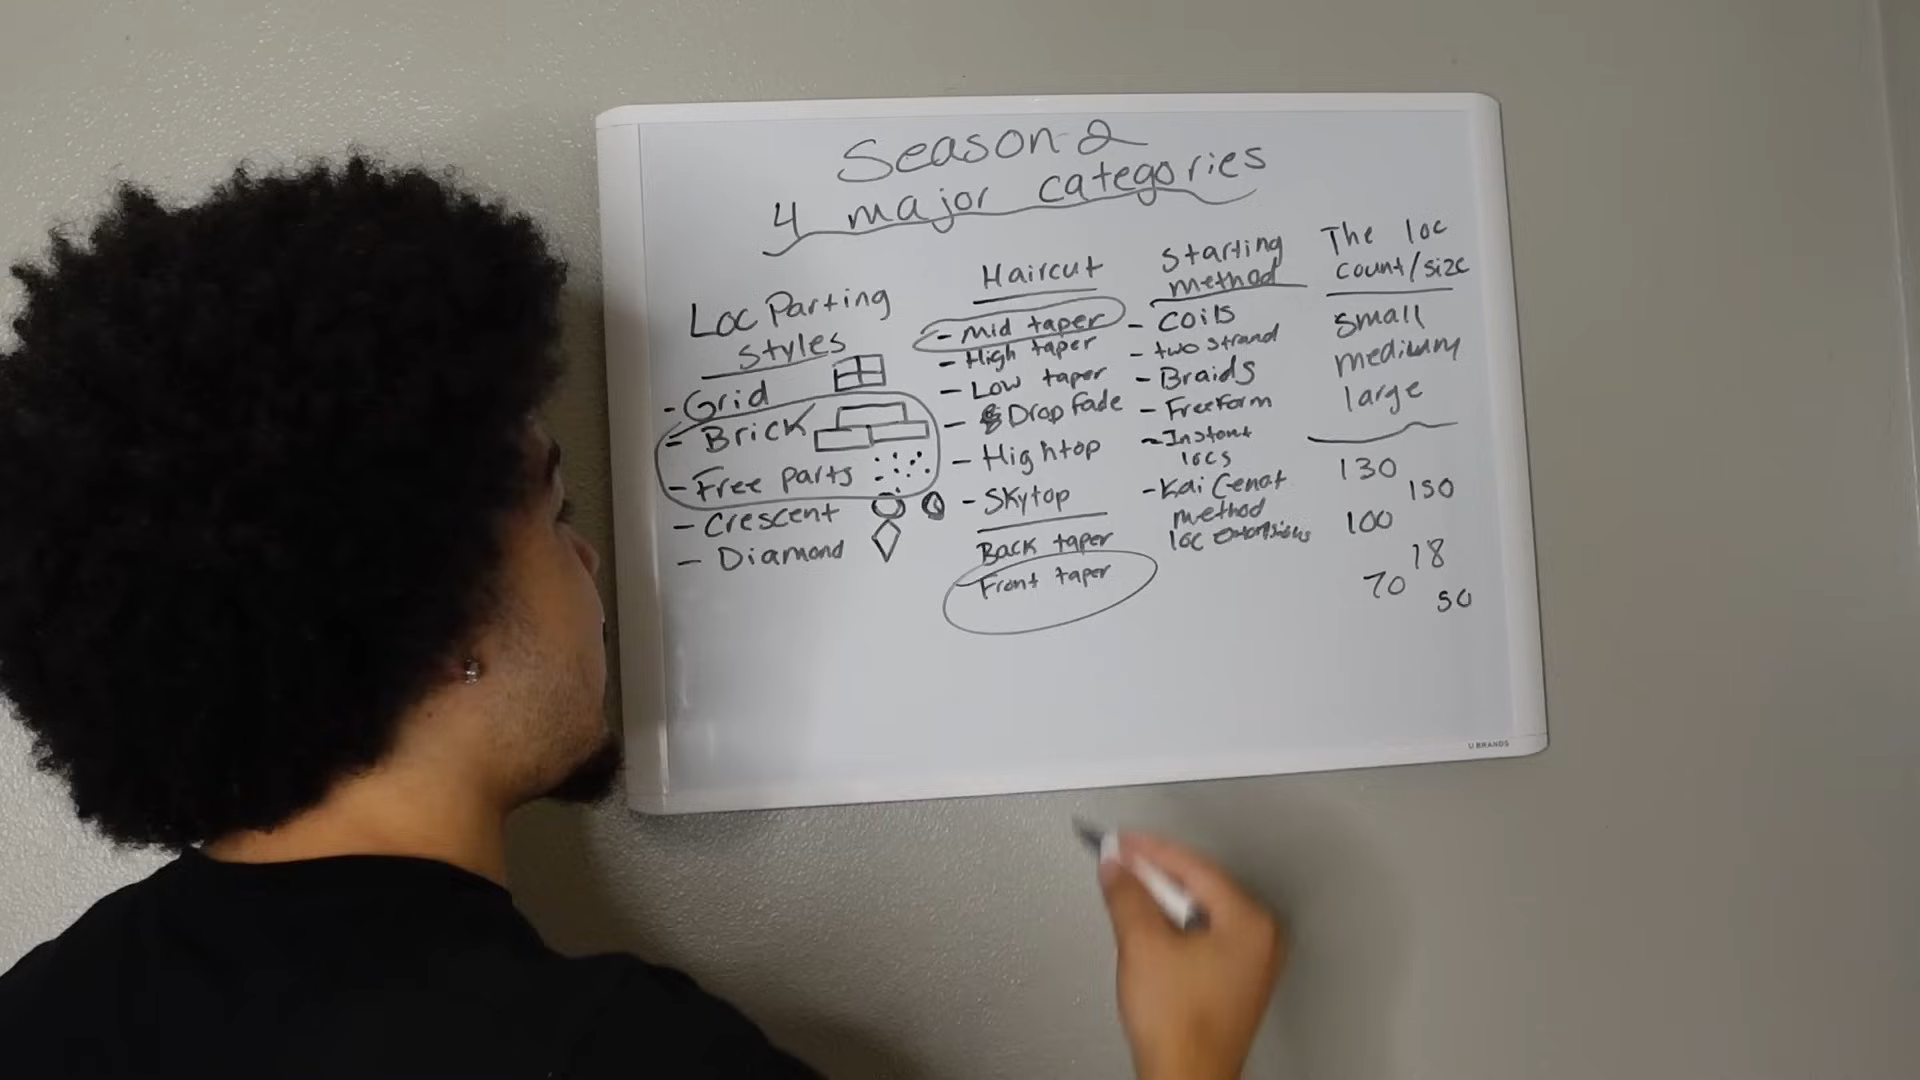 Season 2
4 major categories
Loc Parting
styles
- Grid
- Brick
- Free parts
- Crescent
- Diamond
Haircut
- Mid taper
- High taper
- Low taper
- Drop fade
- Hightop
- Skytop
Back taper
Front taper
Starting
method
- Coils
- two strand
- Braids
- Freeform
- Instant
locs
- Kai Cenat
method
loc extensions
The loc
count/size
small
medium
large
130
150
100
18
70
50
U BRANDS